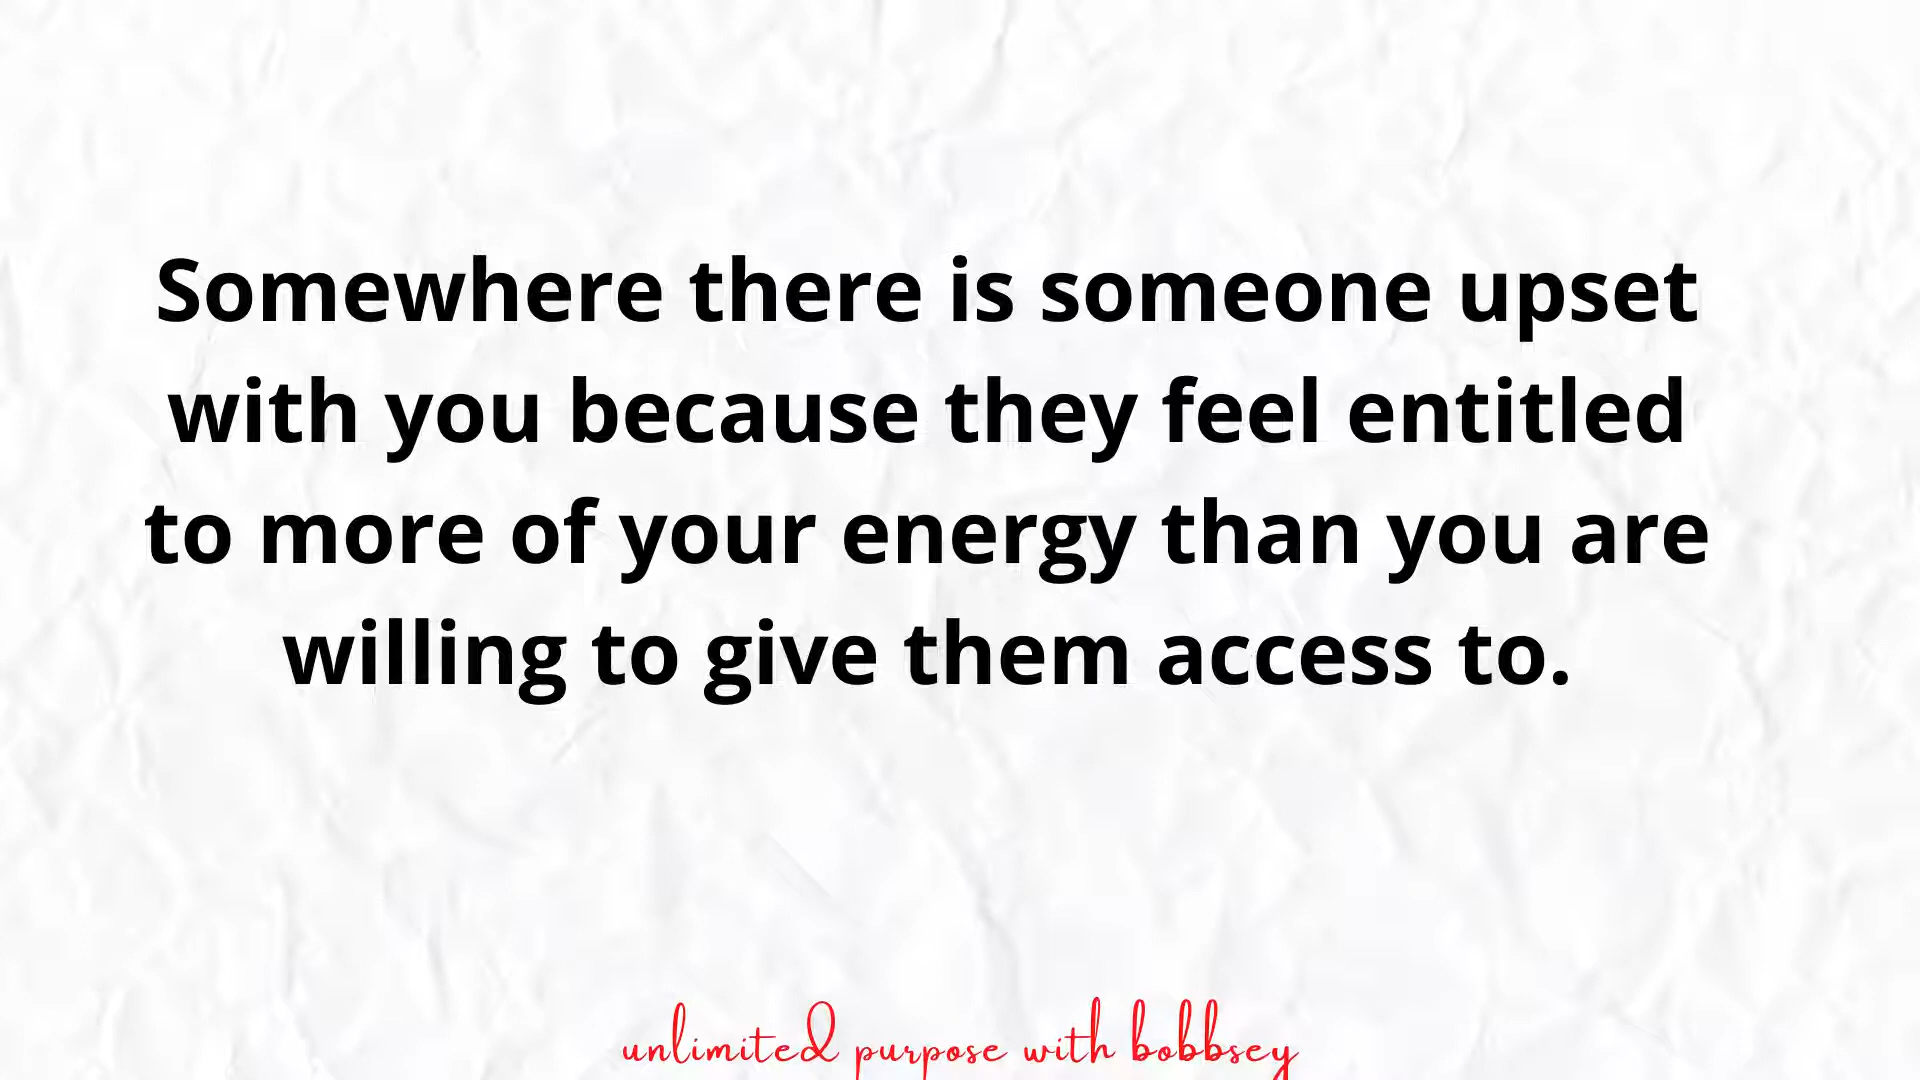 Somewhere there is someone upset
with you because they feel entitled
to more of your energy than you are
willing to give them access to.
unlimited purpose with bobbsey